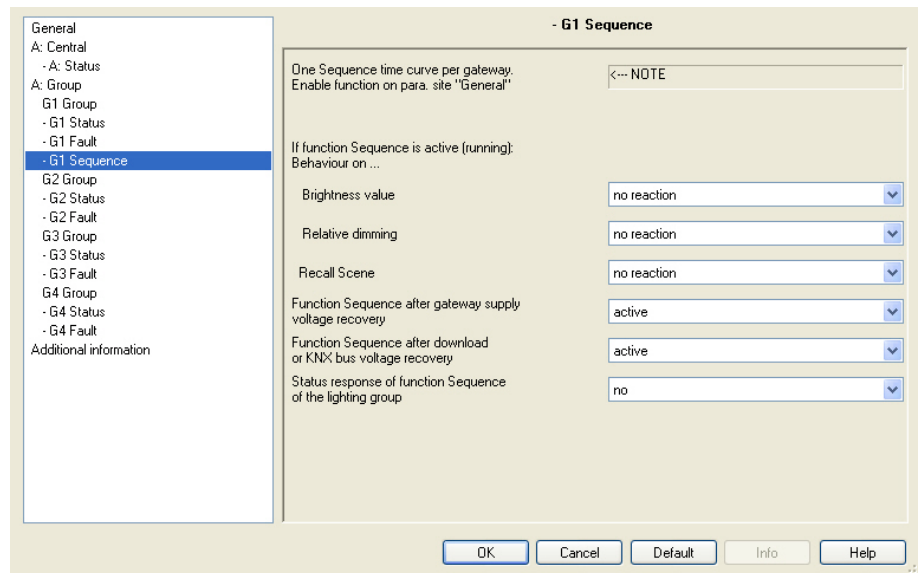 General
A: Central
- A: Status
A: Group
G1 Group
- G1 Status
- G1 Fault
- G1 Sequence
G2 Group
- G2 Status
- G2 Fault
G3 Group
- G3 Status
- G3 Fault
G4 Group
- G4 Status
- G4 Fault
Additional information
- G1 Sequence
One Sequence time curve per gateway.
Enable function on para. site "General"
<--- NOTE
If function Sequence is active (running):
Behaviour on ...
Brightness value
no reaction
Relative dimming
no reaction
Recall Scene
no reaction
Function Sequence after gateway supply
voltage recovery
active
Function Sequence after download
or KNX bus voltage recovery
active
Status response of function Sequence
of the lighting group
no
OK
Cancel
Default
Info
Help